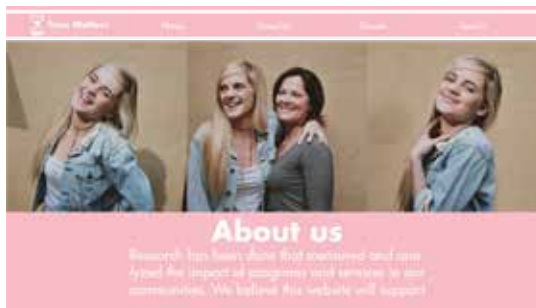 About us
Research has been done that measured and ana-
lyzed the impact of programs and services in our
communities. We believe this website will support